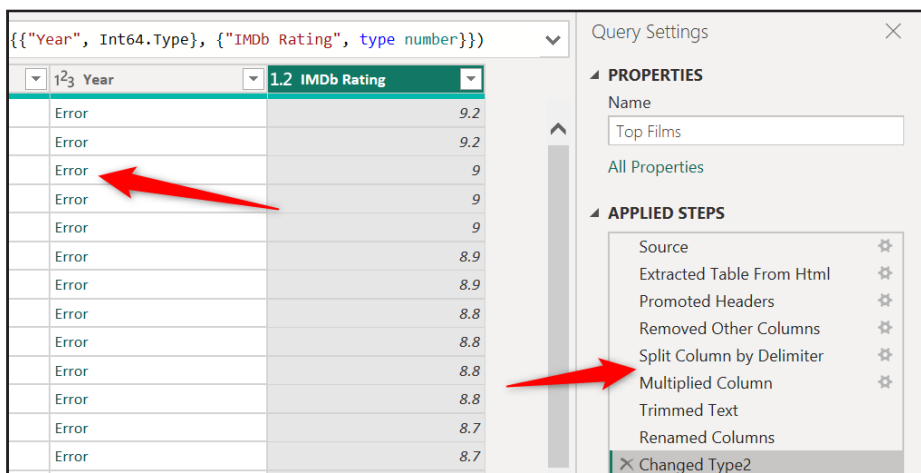 {{"Year", Int64.Type}, {"IMDb Rating", type number}})
1²3 Year 1.2 IMDb Rating
Error 9.2
Error 9.2
Error 9
Error 9
Error 9
Error 8.9
Error 8.9
Error 8.8
Error 8.8
Error 8.8
Error 8.8
Error 8.7
Error 8.7
Query Settings
PROPERTIES
Name
Top Films
All Properties
APPLIED STEPS
Source
Extracted Table From Html
Promoted Headers
Removed Other Columns
Split Column by Delimiter
Multiplied Column
Trimmed Text
Renamed Columns
Changed Type2